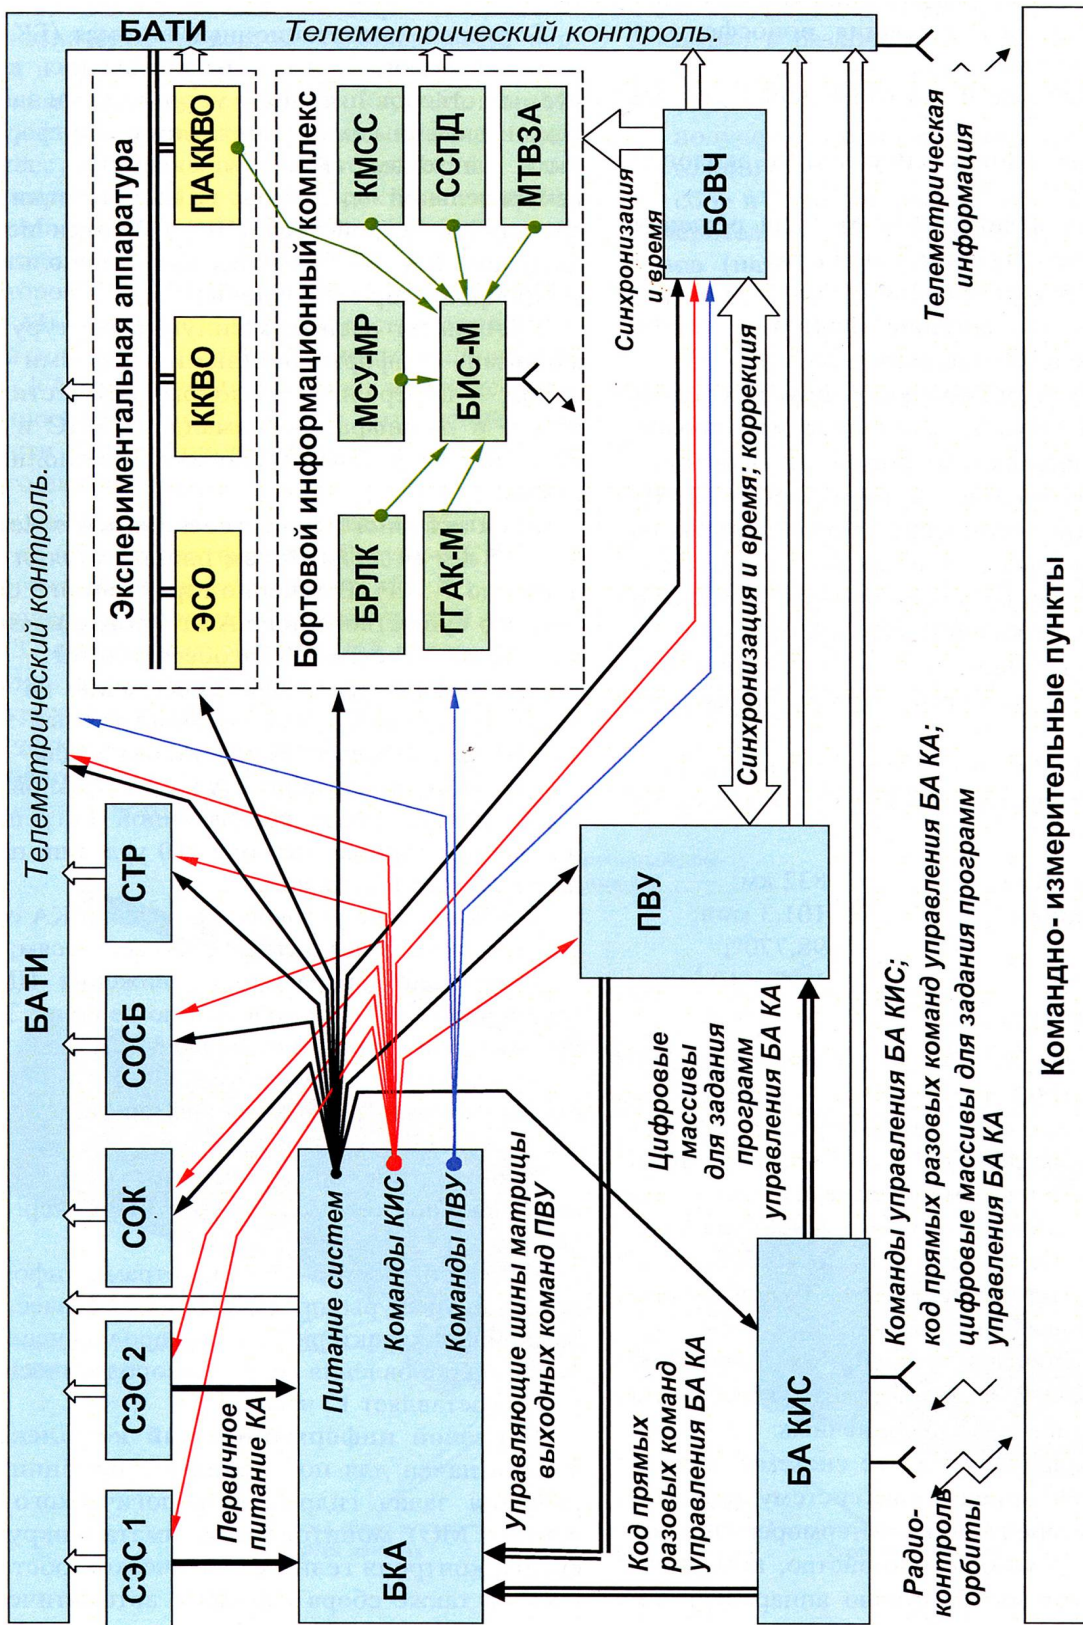 БАТИ
Телеметрический контроль.
СЭС 1
СЭС 2
СОК
СОСБ
СТР
Первичное
питание КА
БКА
Питание систем
Команды КИС
Команды ПВУ
Экспериментальная аппаратура
ЭСО
ККВО
ПАККВО
БАТИ
Бортовой информационный комплекс
БРЛК
МСУ-МР
КМСС
ГГАК-М
БИС-М
ССПД
МТВЗА
Телеметрический контроль.
Управляющие шины матрицы
выходных команд ПВУ
ПВУ
Синхронизация
и время
БСВЧ
Синхронизация и время; коррекция
Код прямых
разовых команд
управления БА КА
Цифровые
массивы
для задания
программ
управления БА КА
БА КИС
Радио-
контроль
орбиты
Команды управления БА КИС;
код прямых разовых команд управления БА КА;
цифровые массивы для задания программ
управления БА КА
Телеметрическая
информация
Командно- измерительные пункты